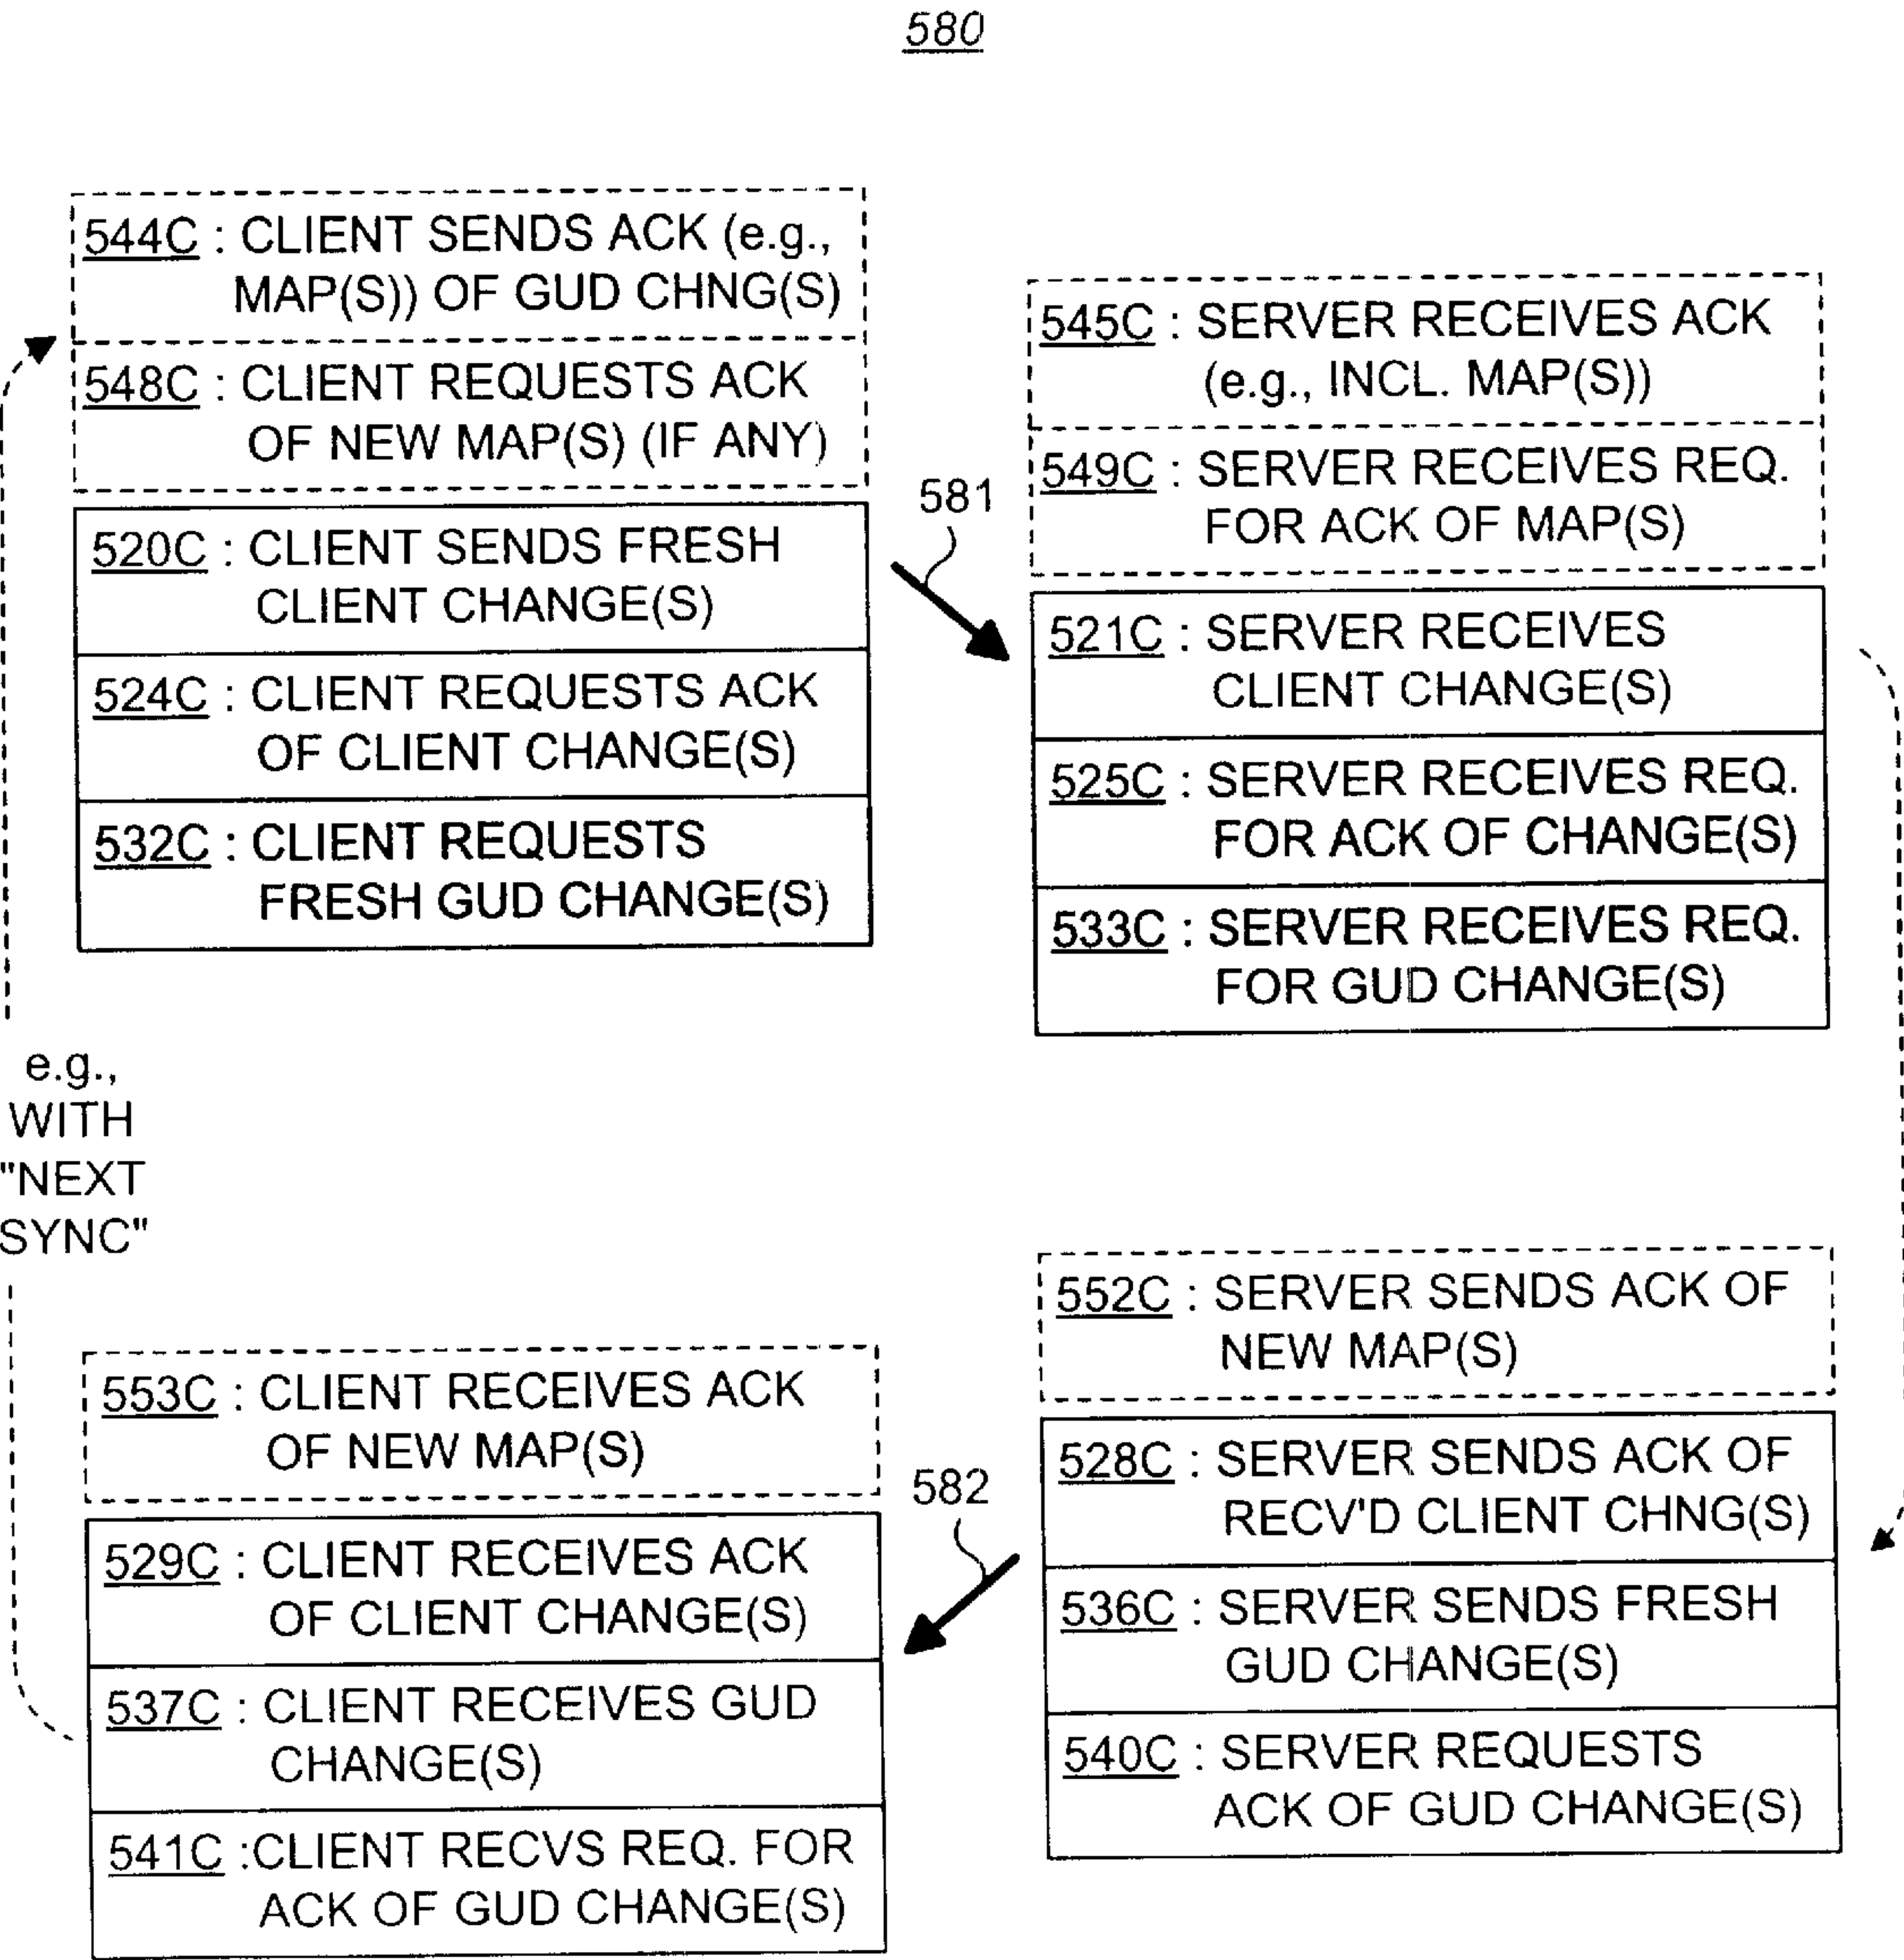 580
544C : CLIENT SENDS ACK (e.g.,
MAP(S)) OF GUD CHNG(S)
548C : CLIENT REQUESTS ACK
OF NEW MAP(S) (IF ANY)
520C : CLIENT SENDS FRESH
CLIENT CHANGE(S)
524C : CLIENT REQUESTS ACK
OF CLIENT CHANGE(S)
532C : CLIENT REQUESTS
FRESH GUD CHANGE(S)
581
545C : SERVER RECEIVES ACK
(e.g., INCL. MAP(S))
549C : SERVER RECEIVES REQ.
FOR ACK OF MAP(S)
521C : SERVER RECEIVES
CLIENT CHANGE(S)
525C : SERVER RECEIVES REQ.
FOR ACK OF CHANGE(S)
533C : SERVER RECEIVES REQ.
FOR GUD CHANGE(S)
e.g.,
WITH
"NEXT
SYNC"
552C : SERVER SENDS ACK OF
NEW MAP(S)
528C : SERVER SENDS ACK OF
RECV'D CLIENT CHNG(S)
536C : SERVER SENDS FRESH
GUD CHANGE(S)
540C : SERVER REQUESTS
ACK OF GUD CHANGE(S)
582
553C : CLIENT RECEIVES ACK
OF NEW MAP(S)
529C : CLIENT RECEIVES ACK
OF CLIENT CHANGE(S)
537C : CLIENT RECEIVES GUD
CHANGE(S)
541C :CLIENT RECVS REQ. FOR
ACK OF GUD CHANGE(S)